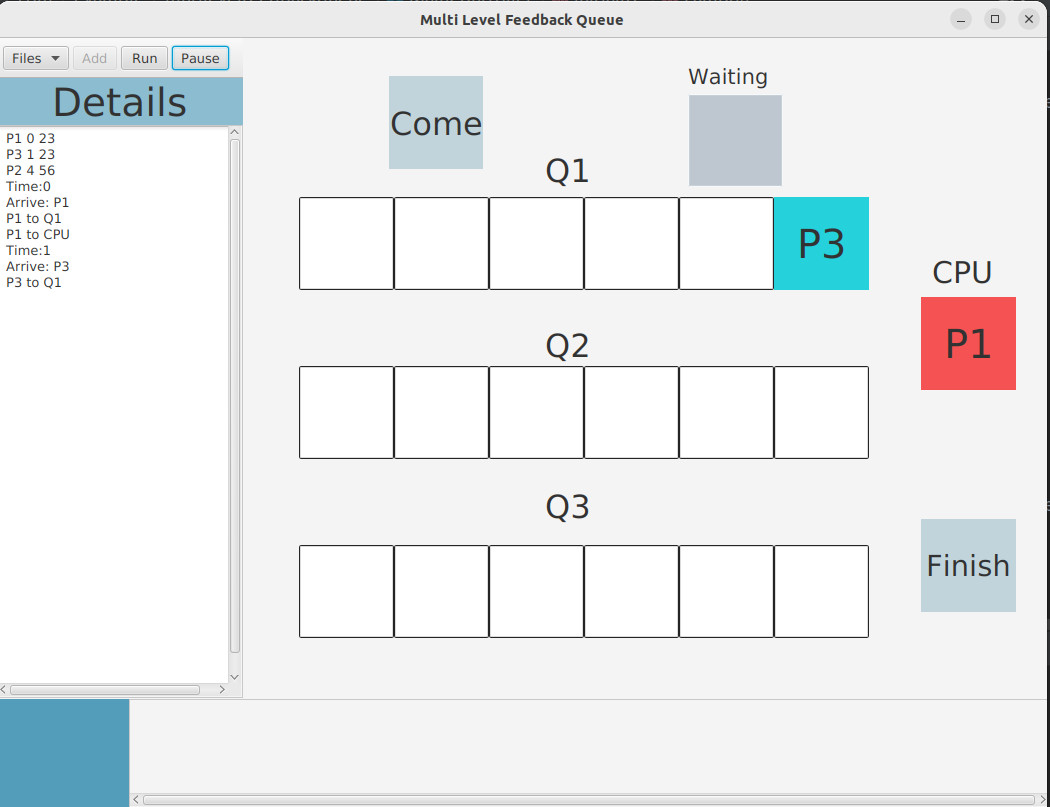 Multi Level Feedback Queue
Files Add Run Pause
Details
P1 0 23
P3 1 23
P2 4 56
Time:0
Arrive: P1
P1 to Q1
P1 to CPU
Time:1
Arrive: P3
P3 to Q1
Come
Waiting
Q1
P3
CPU
P1
Q2
Q3
Finish